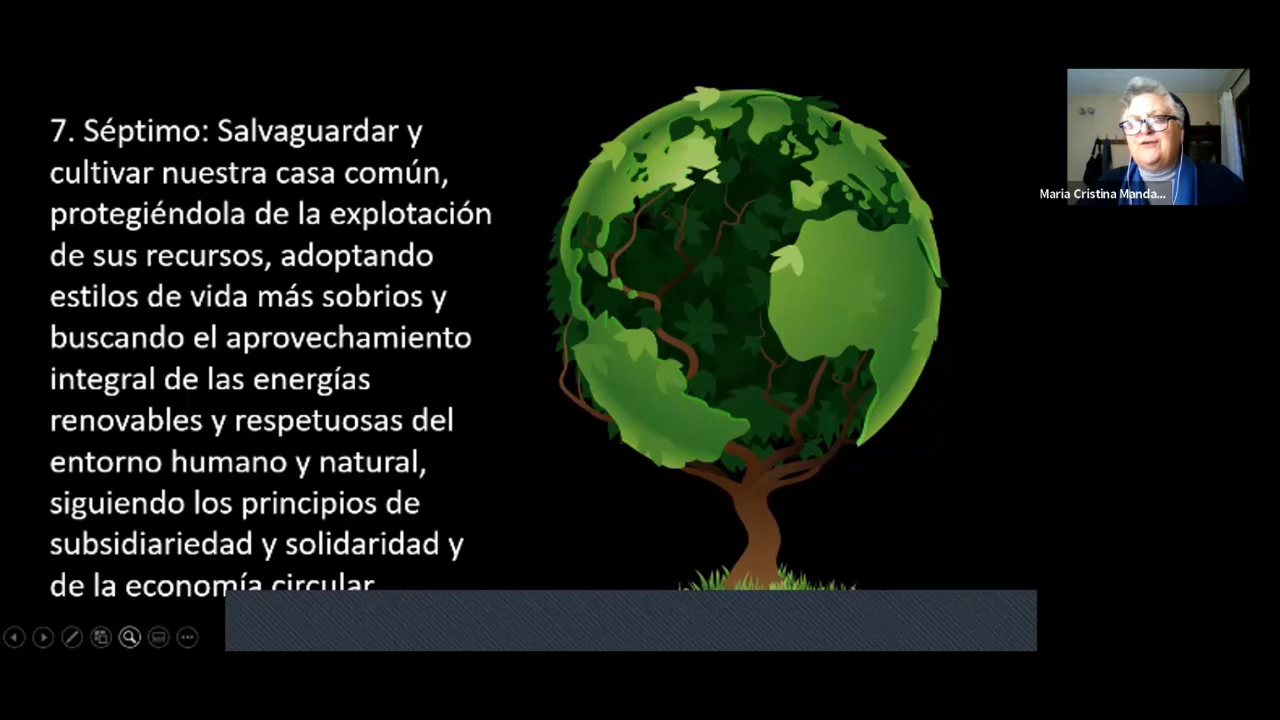 7. Séptimo: Salvaguardar y
cultivar nuestra casa común,
protegiéndola de la explotación
de sus recursos, adoptando
estilos de vida más sobrios y
buscando el aprovechamiento
integral de las energías
renovables y respetuosas del
entorno humano y natural,
siguiendo los principios de
subsidiariedad y solidaridad y
de la economía circular
Maria Cristina Manda...